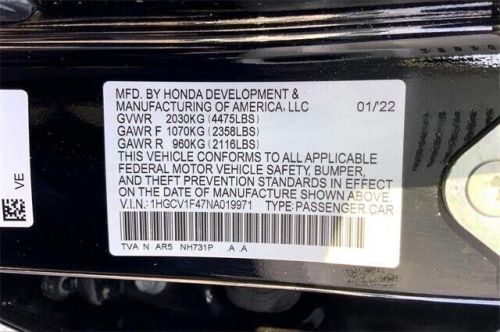 MFD. BY HONDA DEVELOPMENT &
MANUFACTURING OF AMERICA, LLC 01/'22
GVWR 2030KG (4475LBS)
GAWR F 1070KG (2358LBS)
GAWR R 960KG (2116LBS)
THIS VEHICLE CONFORMS TO ALL APPLICABLE
FEDERAL MOTOR VEHICLE SAFETY, BUMPER,
AND THEFT PREVENTION STANDARDS IN EFFECT
ON THE DATE OF MANUFACTURE SHOWN ABOVE.
V.I.N.: 1HGCV1F47NA019971 TYPE:PASSENGER CAR
TVA N AR5 NH731P .A .A
VE